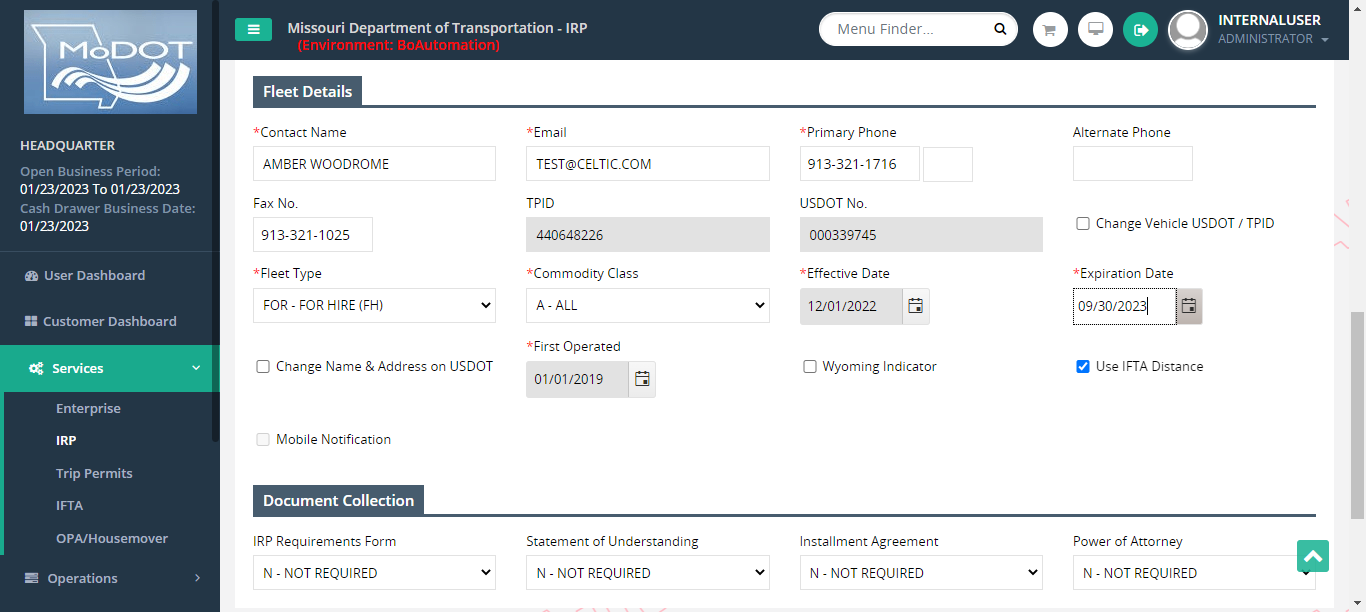 MoDOT
Missouri Department of Transportation - IRP
(Environment: BoAutomation)
Menu Finder...
INTERNALUSER
ADMINISTRATOR
HEADQUARTER
Open Business Period:
01/23/2023 To 01/23/2023
Cash Drawer Business Date:
01/23/2023
User Dashboard
Customer Dashboard
Services
Enterprise
IRP
Trip Permits
IFTA
OPA/Housemover
Operations
Fleet Details
*Contact Name *Email *Primary Phone Alternate Phone
AMBER WOODROME TEST@CELTIC.COM 913-321-1716
Fax No. TPID USDOT No.
913-321-1025 440648226 000339745 Change Vehicle USDOT / TPID
*Fleet Type *Commodity Class *Effective Date *Expiration Date
FOR - FOR HIRE (FH) A - ALL 12/01/2022 09/30/2023
*First Operated
Change Name & Address on USDOT 01/01/2019 Wyoming Indicator Use IFTA Distance
Mobile Notification
Document Collection
IRP Requirements Form Statement of Understanding Installment Agreement Power of Attorney
N - NOT REQUIRED N - NOT REQUIRED N - NOT REQUIRED N - NOT REQUIRED